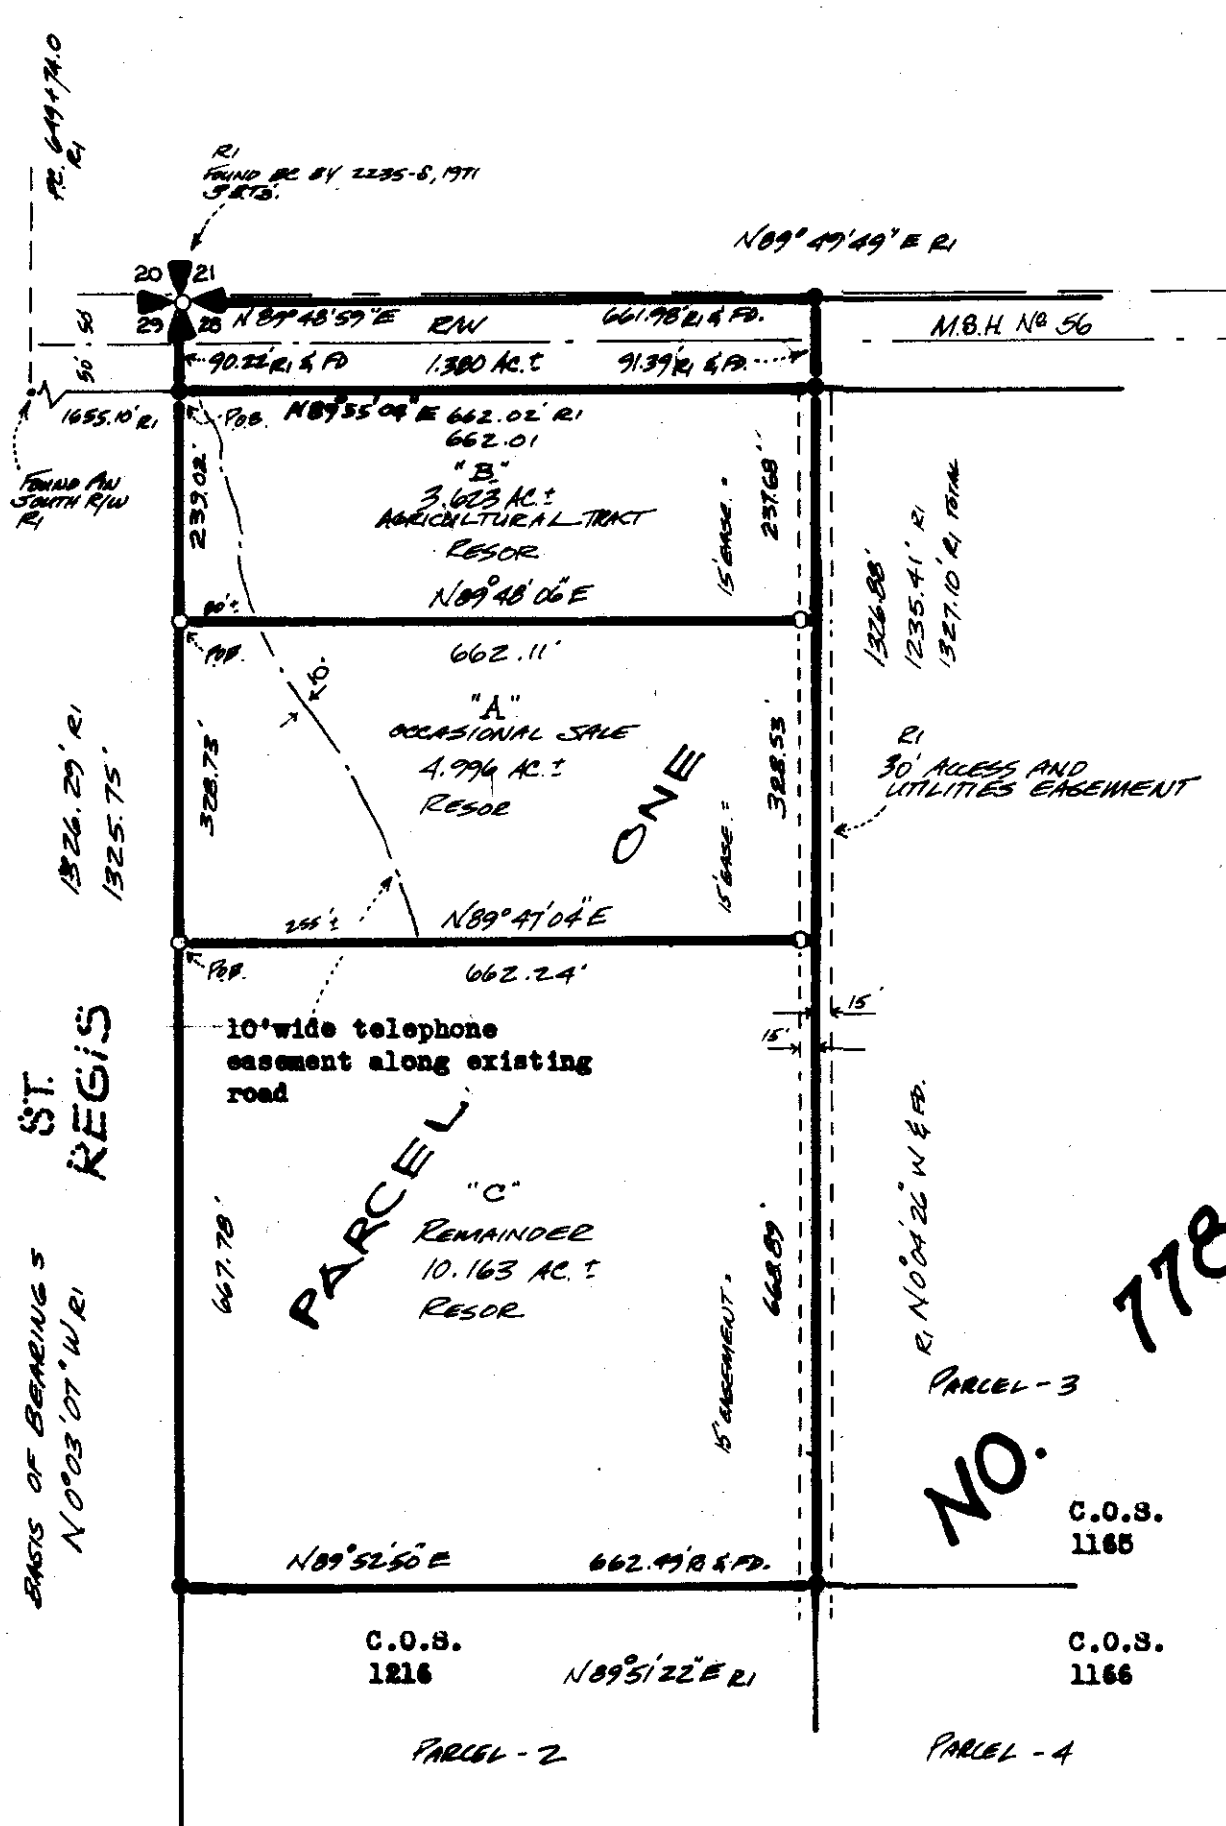 P.C. 649+74.0
R1
R1
FOUND BC BY 2235-S, 1971
3 B.T.'S.
N89°49'49"E R1
20 21
29 28
N89°48'59"E R/W 661.98' R1 & FD.
M.B.H Nº 56
50' 50'
90.22' R1 & FD 1.380 AC.± 91.39' R1 & FD.
1655.10' R1
P.O.B. N89°55'04"E 662.02' R1
662.01
FOUND PIN
SOUTH R/W
R1
239.02'
"B"
3.623 AC.±
AGRICULTURAL TRACT
RESOR
15' EASE.
237.68'
N89°48'06"E
80'±
P.O.B.
662.11'
1326.88'
1235.41' R1
1327.10' R1 TOTAL
10'
"A"
OCCASIONAL SALE
4.996 AC.±
RESOR
328.73'
328.53'
ONE
15' EASE.
R1
30' ACCESS AND
UTILITIES EASEMENT
1326.29' R1
1325.75'
255'±
N89°47'04"E
P.O.B.
662.24'
15'
15'
10'wide telephone
easement along existing
road
ST.
REGIS
PARCEL
"C"
REMAINDER
10.163 AC.±
RESOR
667.78'
668.89'
15' EASEMENT
R1 N0°04'26"W & FD.
778
BASIS OF BEARINGS
N0°03'07"W R1
PARCEL-3
NO.
C.O.S.
1165
N89°52'50"E 662.49' R & FD.
C.O.S.
1216
N89°51'22"E R1
C.O.S.
1166
PARCEL-2
PARCEL-4